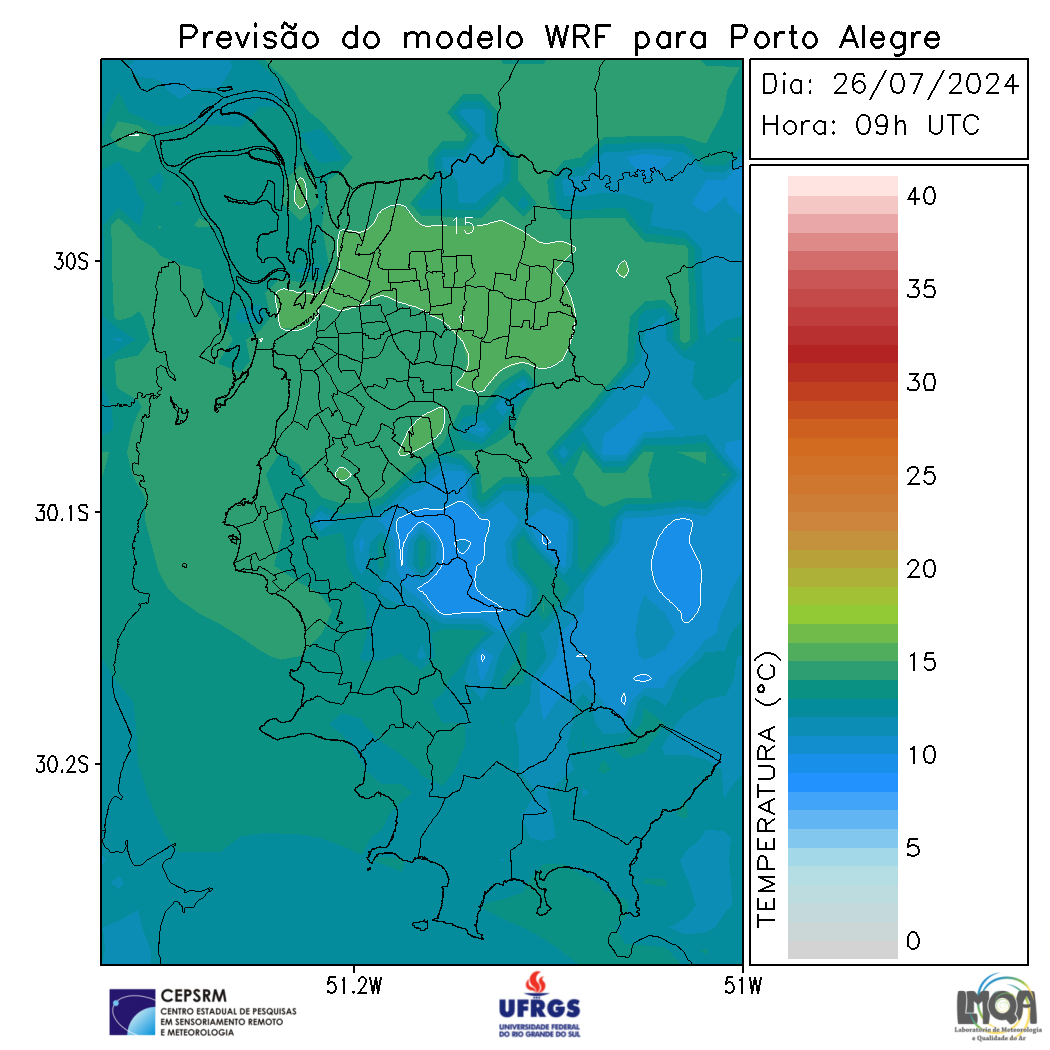 Previsão do modelo WRF para Porto Alegre
Dia: 26/07/2024
Hora: 09h UTC
15
30S
30.1S
30.2S
51.2W
51W
40
35
30
25
20
15
10
5
0
TEMPERATURA (°C)
CEPSRM
CENTRO ESTADUAL DE PESQUISAS
EM SENSORIAMENTO REMOTO
E METEOROLOGIA
UFRGS
UNIVERSIDADE FEDERAL
DO RIO GRANDE DO SUL
LMQA
Laboratório de Meteorologia
e Qualidade do Ar